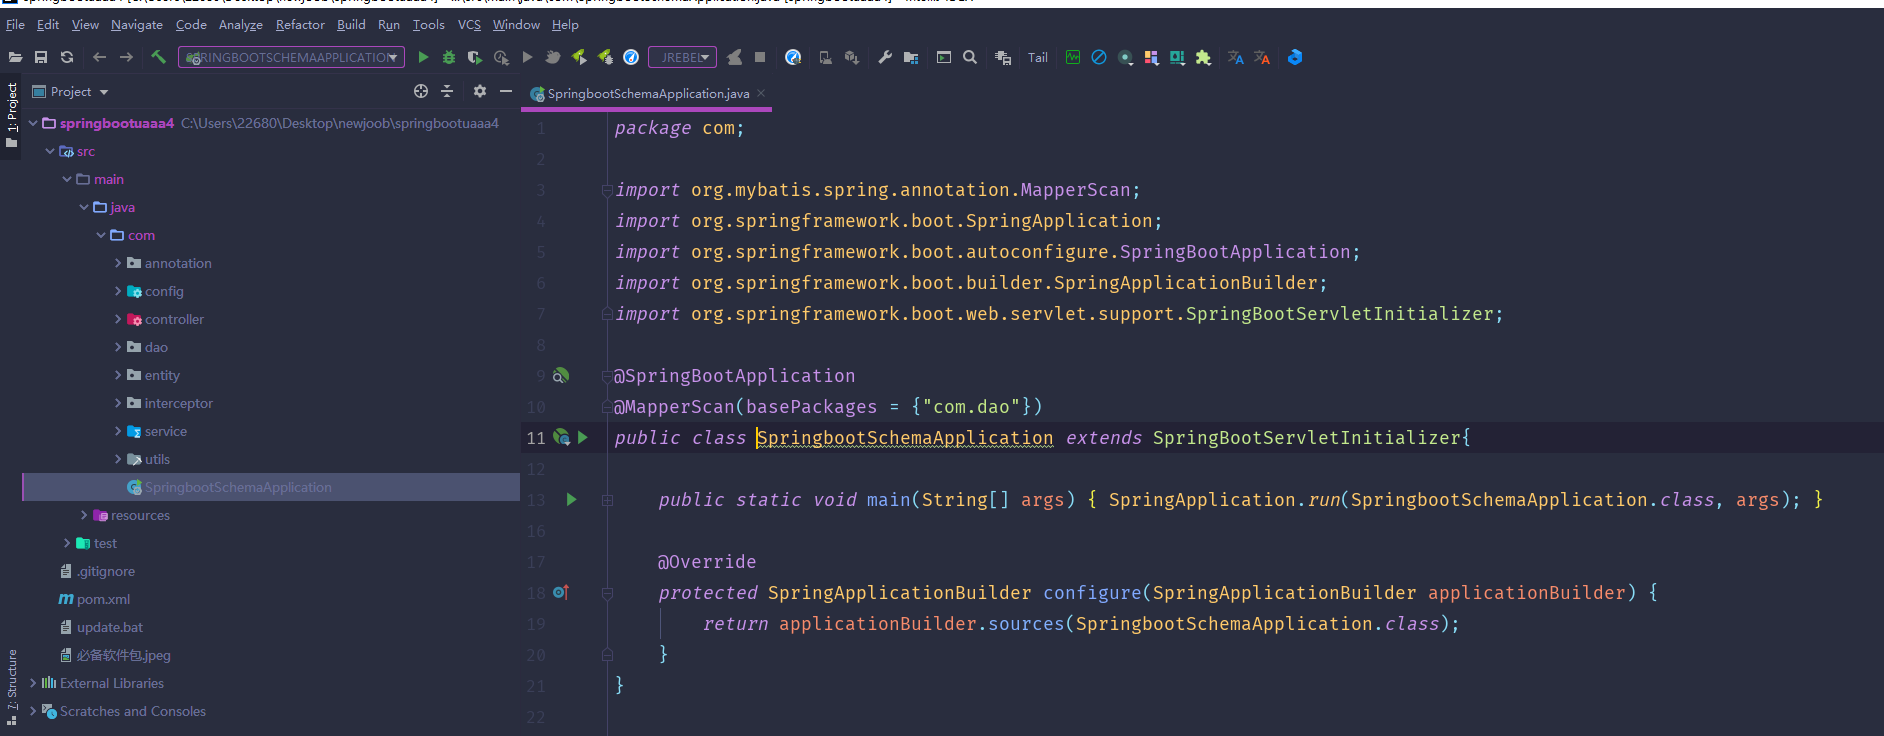 File Edit View Navigate Code Analyze Refactor Build Run Tools VCS Window Help
RINGBOOTSCHEMAAPPLICATION JREBEL Tail
1: Project
Project
springbootuaaa4 C:\Users\22680\Desktop\newjoob\springbootuaaa4
src
main
java
com
annotation
config
controller
dao
entity
interceptor
service
utils
SpringbootSchemaApplication
resources
test
.gitignore
pom.xml
update.bat
必备软件包.jpeg
External Libraries
Scratches and Consoles
7: Structure
SpringbootSchemaApplication.java
1 package com;
2
3 import org.mybatis.spring.annotation.MapperScan;
4 import org.springframework.boot.SpringApplication;
5 import org.springframework.boot.autoconfigure.SpringBootApplication;
6 import org.springframework.boot.builder.SpringApplicationBuilder;
7 import org.springframework.boot.web.servlet.support.SpringBootServletInitializer;
8
9 @SpringBootApplication
10 @MapperScan(basePackages = {"com.dao"})
11 public class SpringbootSchemaApplication extends SpringBootServletInitializer{
12
13 public static void main(String[] args) { SpringApplication.run(SpringbootSchemaApplication.class, args); }
16
17 @Override
18 protected SpringApplicationBuilder configure(SpringApplicationBuilder applicationBuilder) {
19 return applicationBuilder.sources(SpringbootSchemaApplication.class);
20 }
21 }
22